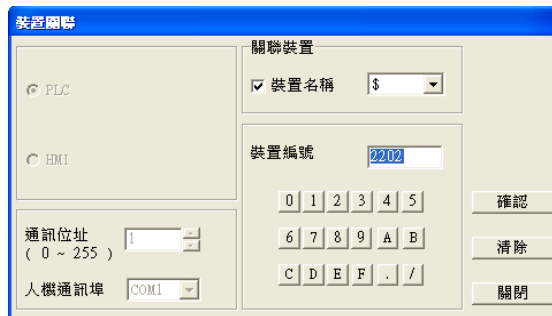 裝置關聯
PLC
HMI
通訊位址
( 0 ~ 255 )
1
人機通訊埠
COM1
關聯裝置
裝置名稱
$
裝置編號
2202
0 1 2 3 4 5
6 7 8 9 A B
C D E F . /
確認
清除
關閉